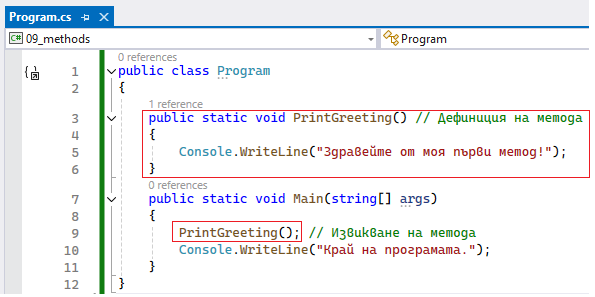 Program.cs
C# 09_methods
Program
0 references
1 public class Program
2 {
1 reference
3 public static void PrintGreeting() // Дефиниция на метода
4 {
5 Console.WriteLine("Здравейте от моя първи метод!");
6 }
0 references
7 public static void Main(string[] args)
8 {
9 PrintGreeting(); // Извикване на метода
10 Console.WriteLine("Край на програмата.");
11 }
12 }